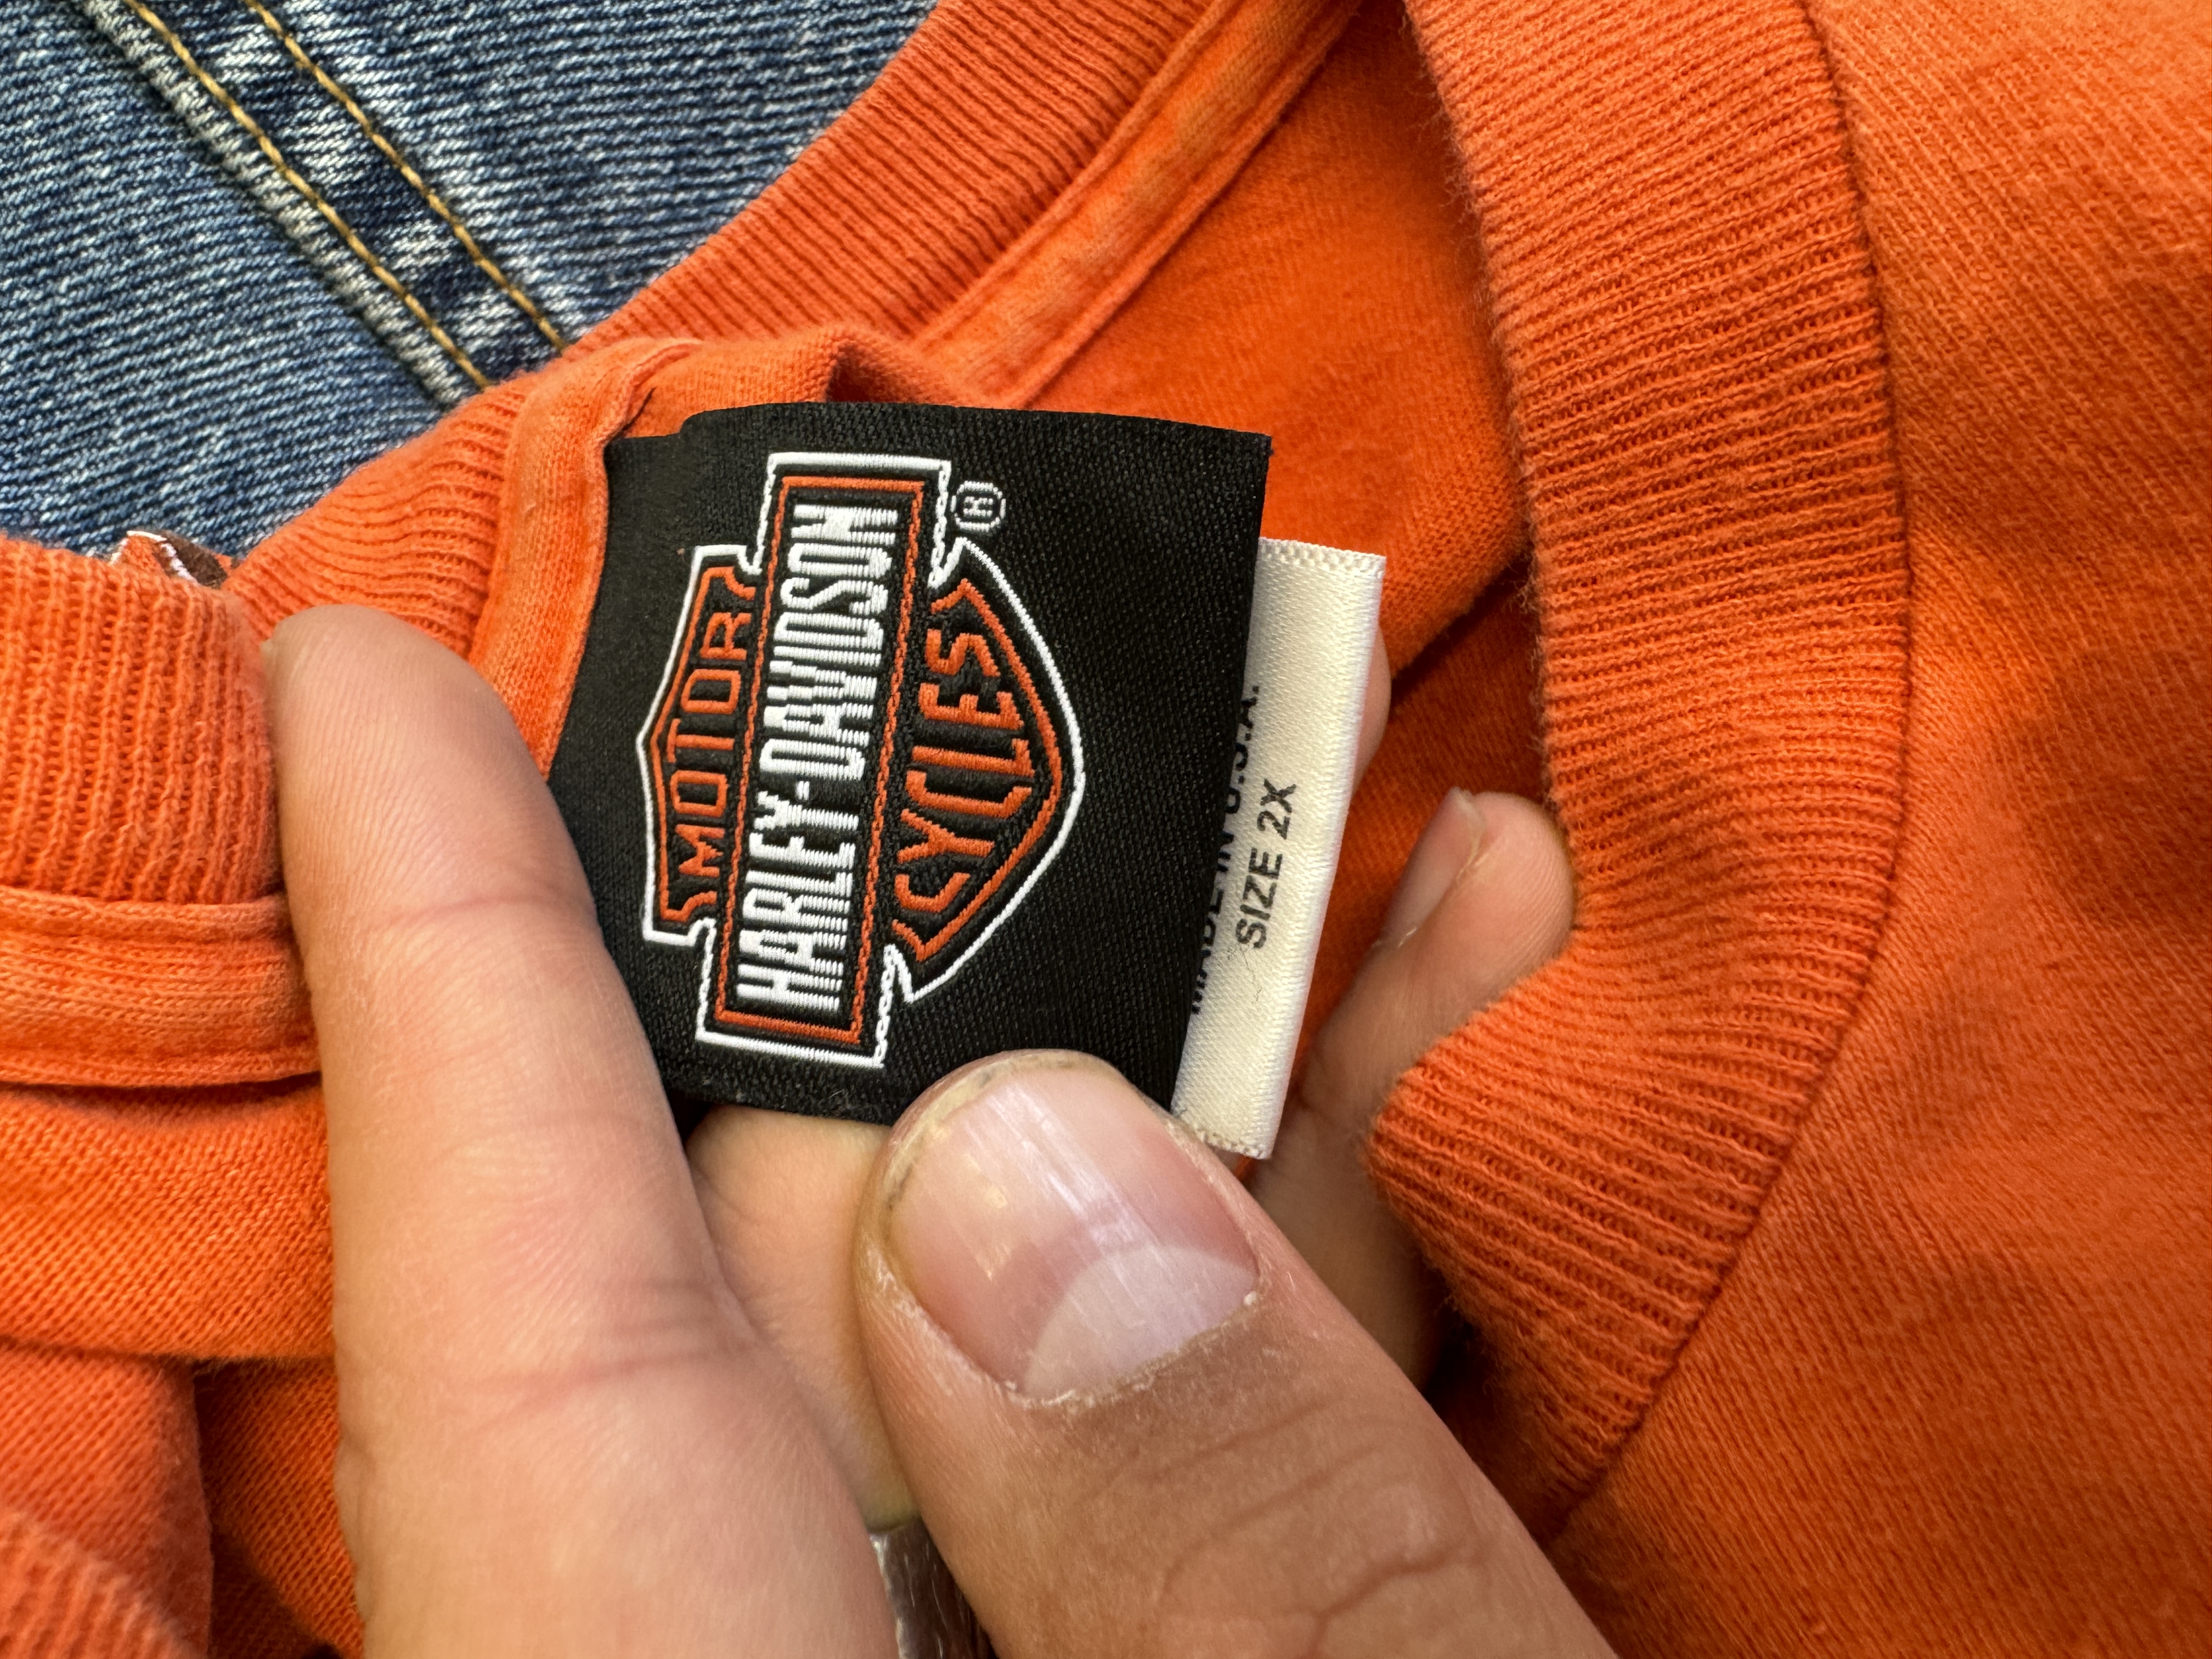 MOTOR
HARLEY-DAVIDSON
CYCLES
®
MADE IN U.S.A.
SIZE 2X